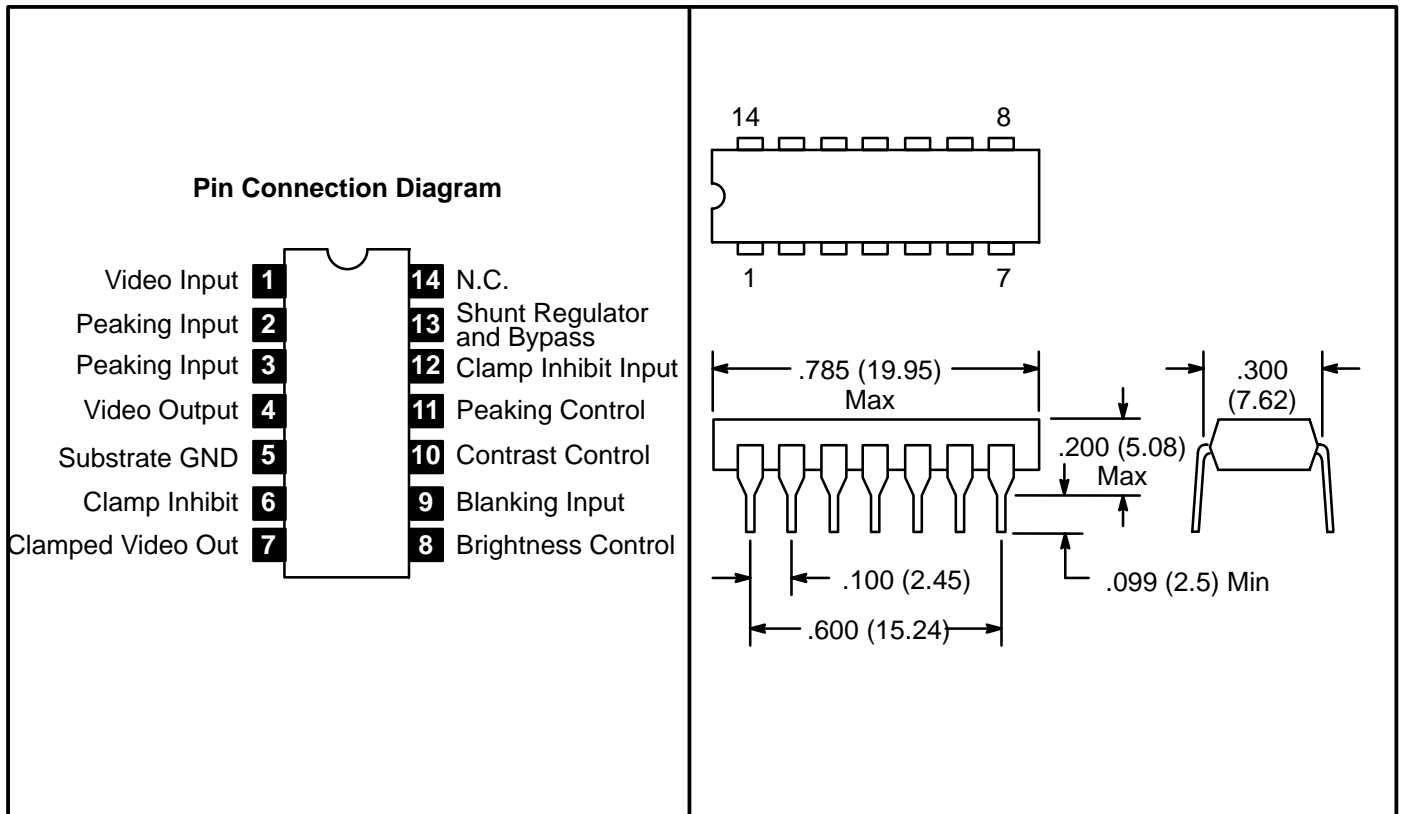 Pin Connection Diagram
Video Input 1
Peaking Input 2
Peaking Input 3
Video Output 4
Substrate GND 5
Clamp Inhibit 6
Clamped Video Out 7
14 N.C.
13 Shunt Regulator
and Bypass
12 Clamp Inhibit Input
11 Peaking Control
10 Contrast Control
9 Blanking Input
8 Brightness Control
14 8
1 7
.785 (19.95)
Max
.300
(7.62)
.200 (5.08)
Max
.100 (2.45)
.099 (2.5) Min
.600 (15.24)